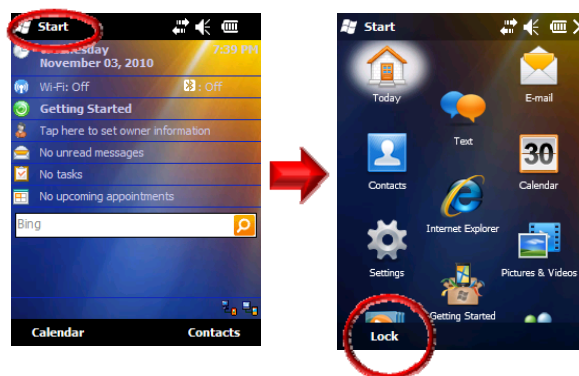 Start
Wednesday 7:39 PM
November 03, 2010
Wi-Fi: Off : Off
Getting Started
Tap here to set owner information
No unread messages
No tasks
No upcoming appointments
Bing
Calendar Contacts
Start
Today
E-mail
Text
Contacts
30
Calendar
Internet Explorer
Settings
Pictures & Videos
Getting Started
Lock